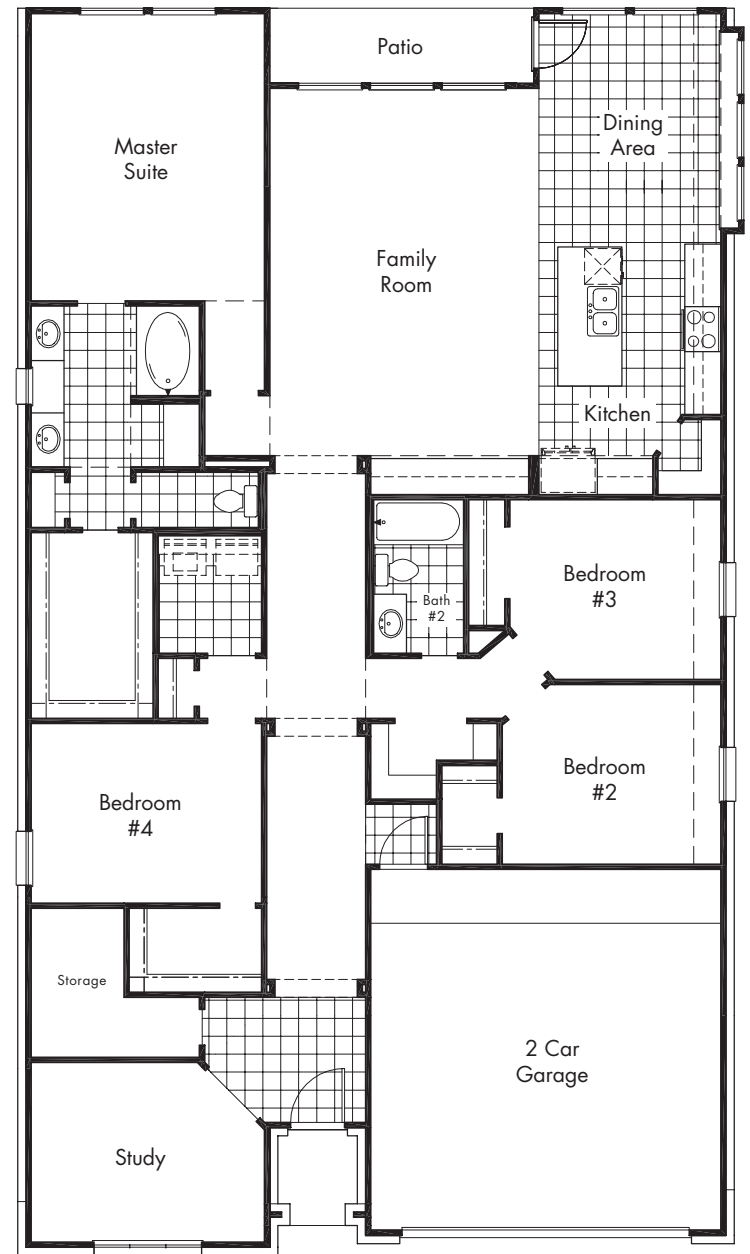 Patio
Dining
Area
Master
Suite
Family
Room
Kitchen
Bedroom
#3
Bath
#2
Bedroom
#2
Bedroom
#4
Storage
2 Car
Garage
Study